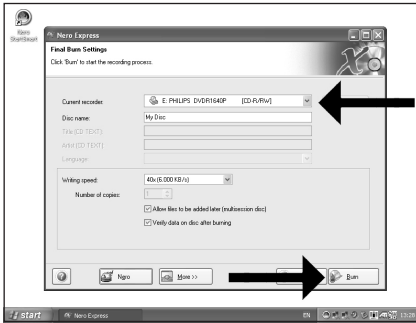 Nero
StartSmart
Nero Express
Final Burn Settings
Click 'Burn' to start the recording process.
Current recorder:
E: PHILIPS DVDR1640P [CD-R/RW]
Disc name:
My Disc
Title (CD TEXT):
Artist (CD TEXT):
Language
Writing speed:
40x (6.000 KB/s)
Number of copies:
1
Allow files to be added later (multisession disc)
Verify data on disc after burning
Nero
More >>
Burn
start
Nero Express
EN
13:28